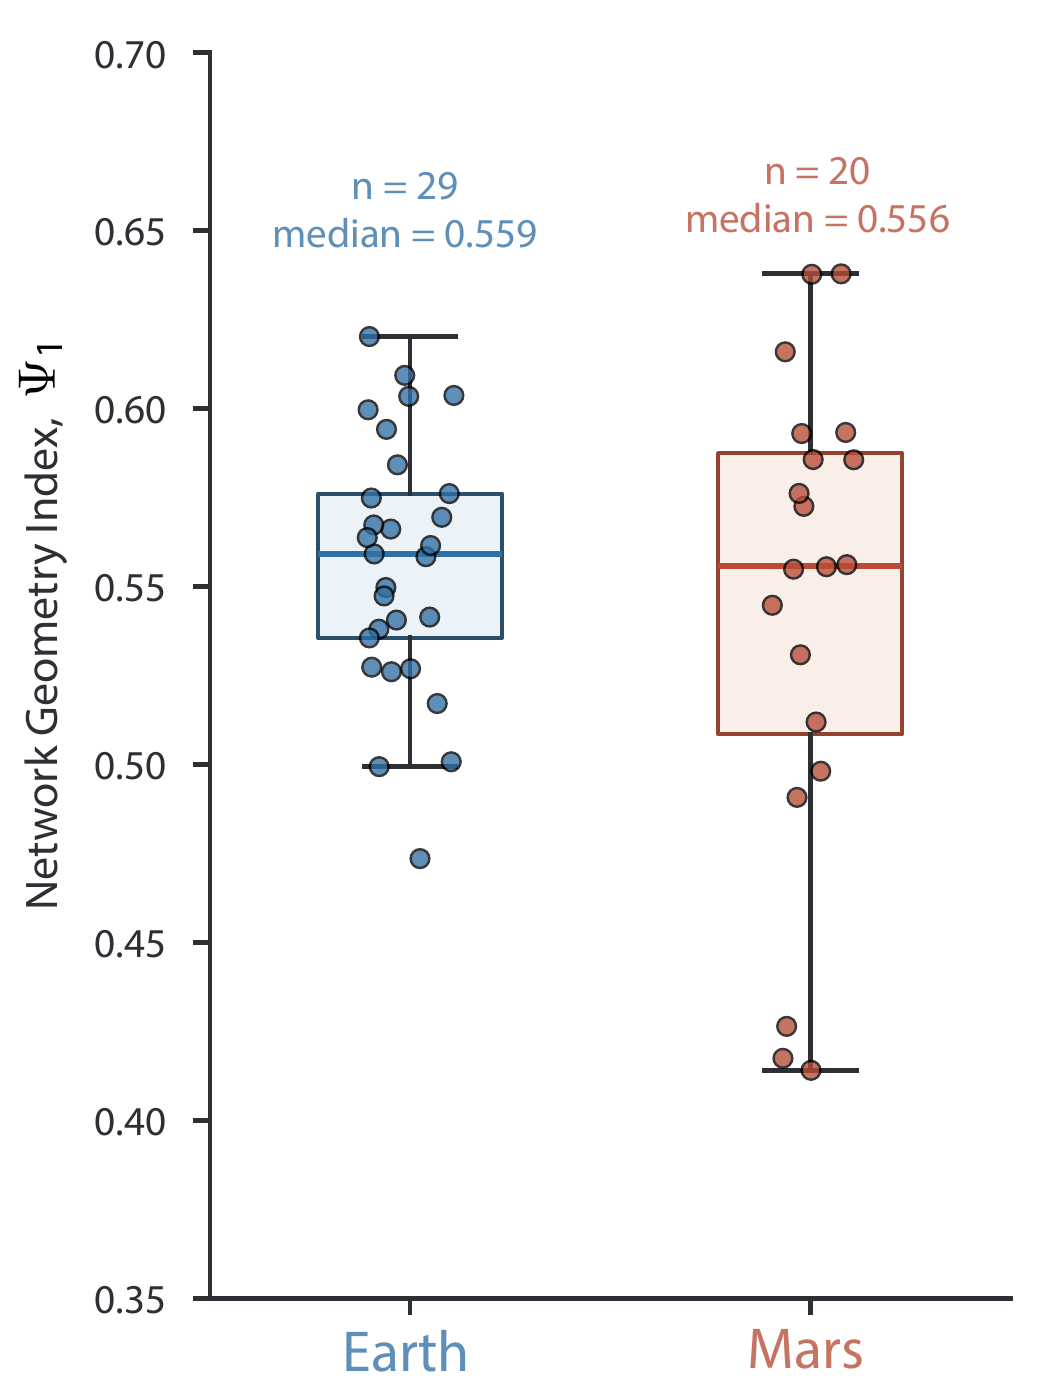 0.70
0.65
0.60
0.55
0.50
0.45
0.40
0.35
Network Geometry Index, Ψ1
n = 29
median = 0.559
n = 20
median = 0.556
Earth
Mars